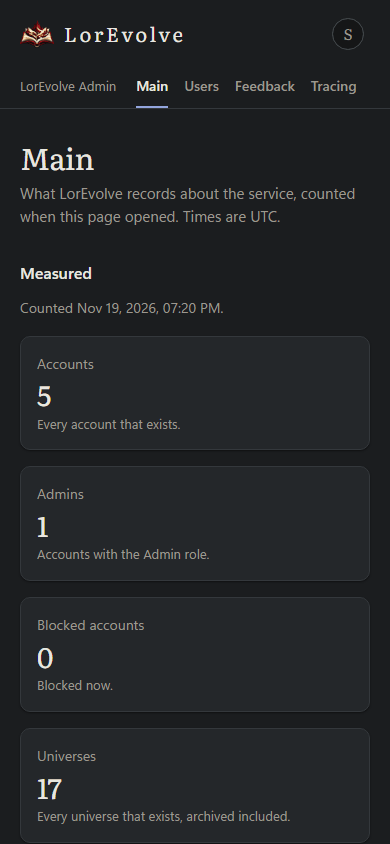 LorEvolve
S
LorEvolve Admin Main Users Feedback Tracing
Main
What LorEvolve records about the service, counted
when this page opened. Times are UTC.
Measured
Counted Nov 19, 2026, 07:20 PM.
Accounts
5
Every account that exists.
Admins
1
Accounts with the Admin role.
Blocked accounts
0
Blocked now.
Universes
17
Every universe that exists, archived included.